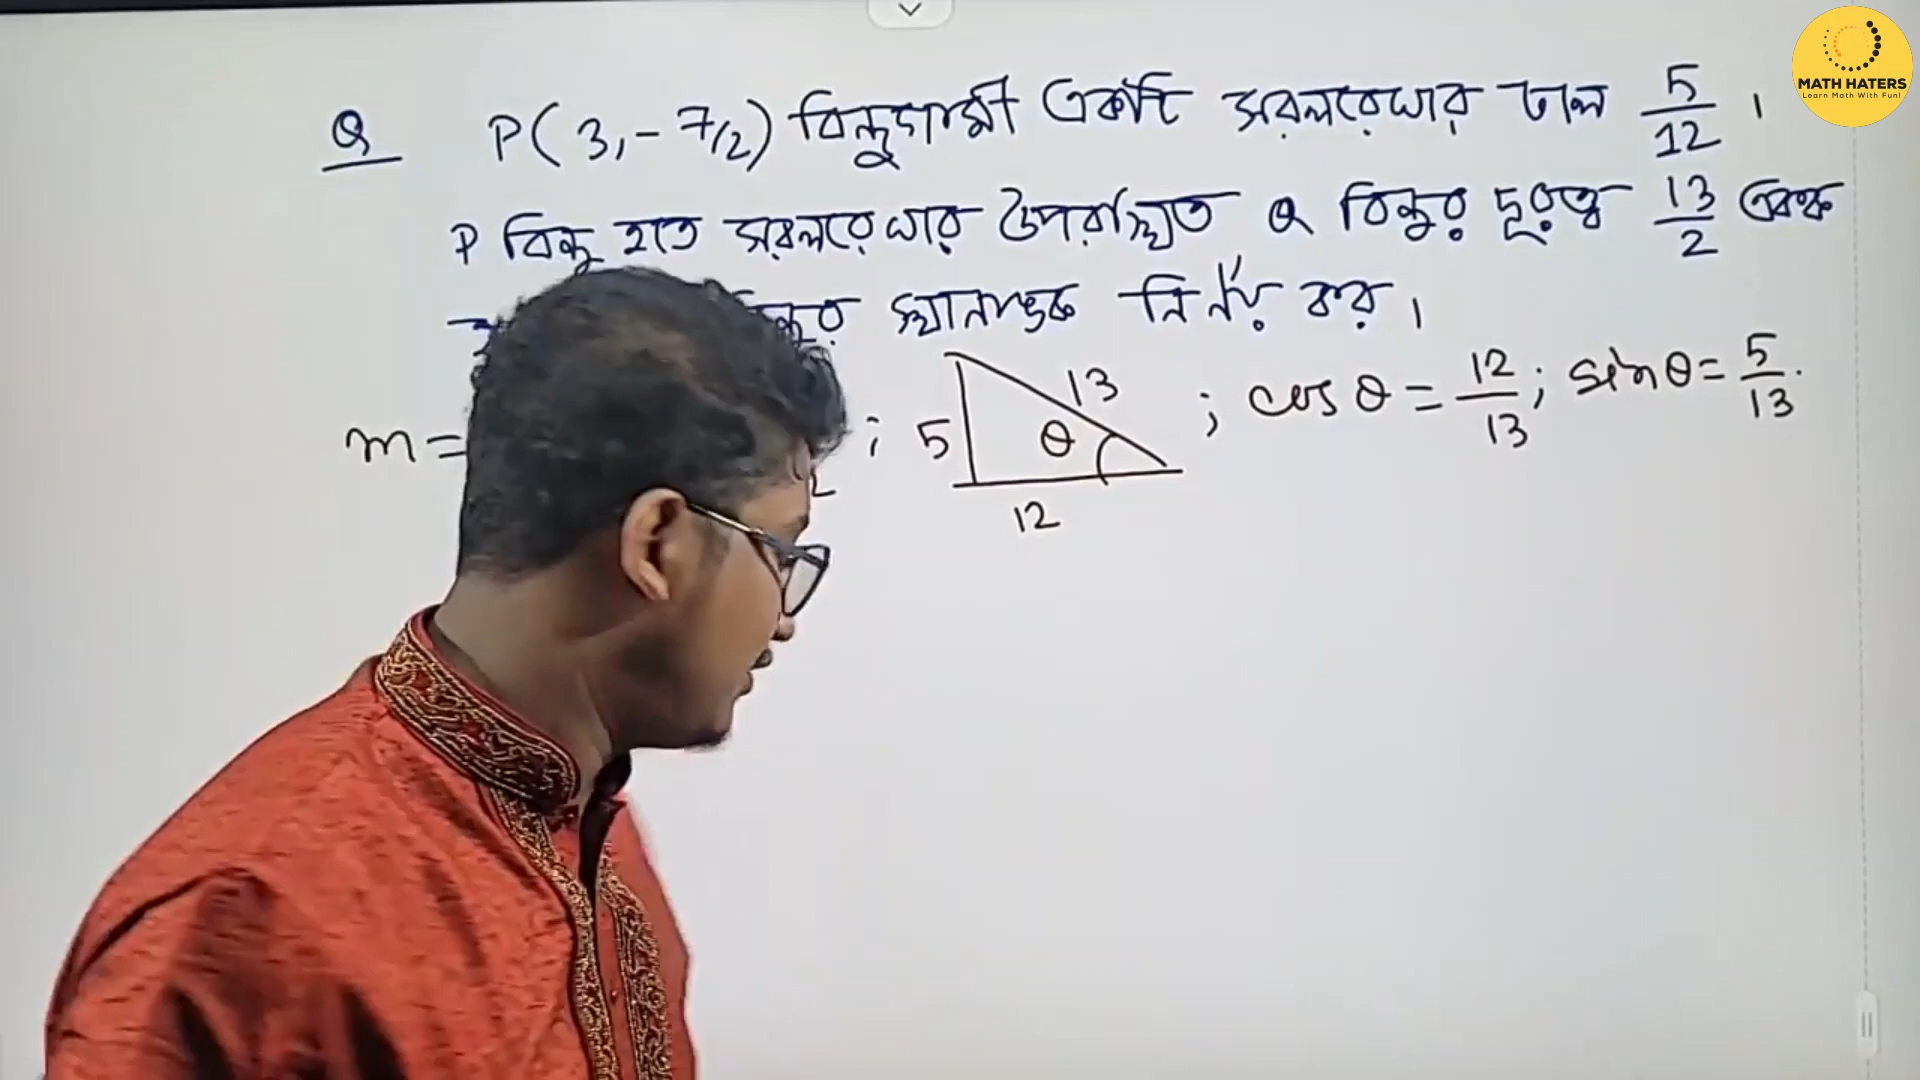 MATH HATERS
Learn Math With Fun!
Q P(3, -7/2) বিন্দুগামী একটি সরলরেখার ঢাল 5/12 ।
P বিন্দু হতে সরলরেখার উপরস্থিত Q বিন্দুর দূরত্ব 13/2 একক
স্থানাঙ্ক নির্ণয় কর ।
m = ; 5 13 θ 12 ; cos θ = 12/13 ; sin θ = 5/13 .